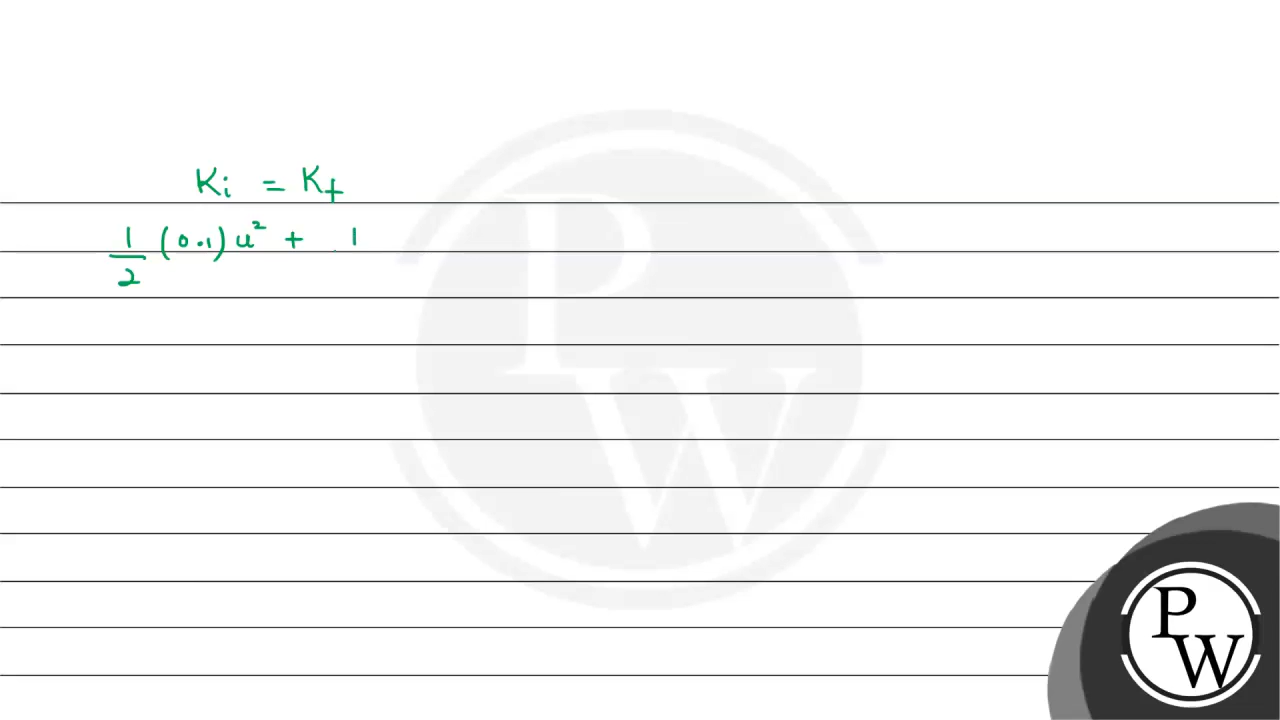 Ki = Kf
1/2 (0.1) u² + 1
P
W
P
W